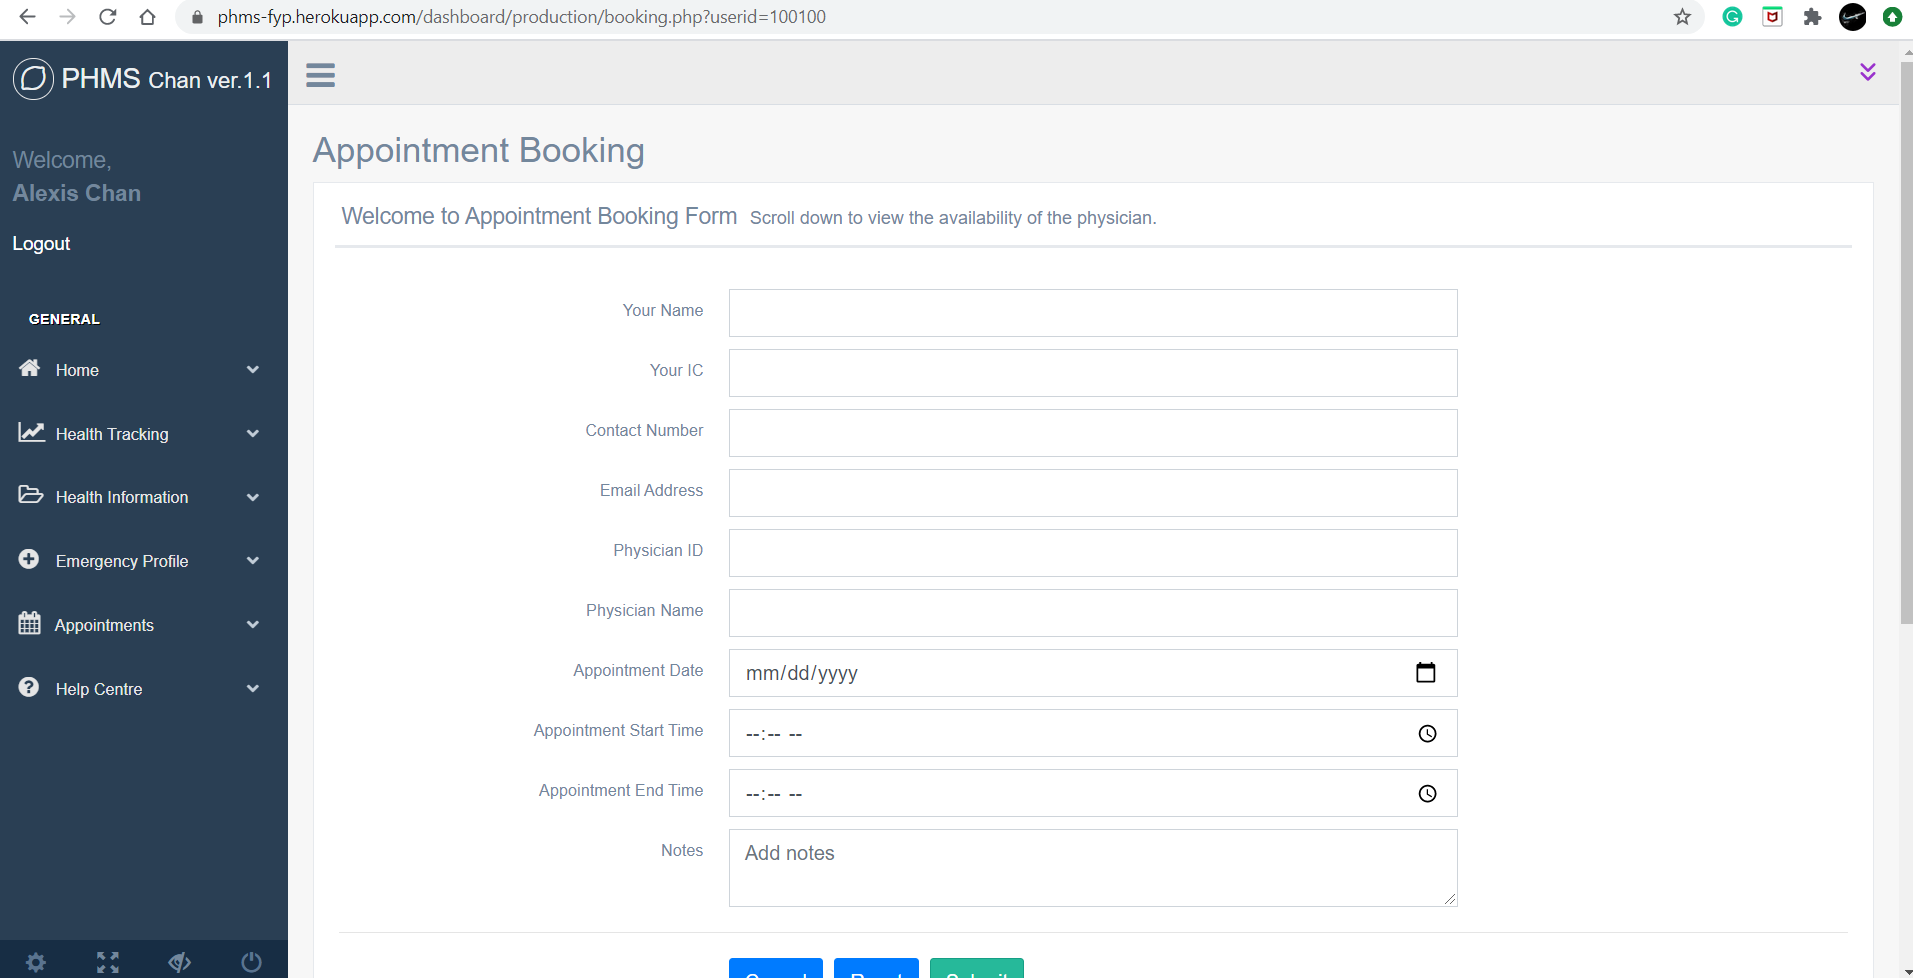 phms-fyp.herokuapp.com/dashboard/production/booking.php?userid=100100
PHMS Chan ver.1.1
Welcome,
Alexis Chan
Logout
GENERAL
Home
Health Tracking
Health Information
Emergency Profile
Appointments
Help Centre
Appointment Booking
Welcome to Appointment Booking Form Scroll down to view the availability of the physician.
Your Name
Your IC
Contact Number
Email Address
Physician ID
Physician Name
Appointment Date mm/dd/yyyy
Appointment Start Time --:-- --
Appointment End Time --:-- --
Notes Add notes
Cancel Reset Submit